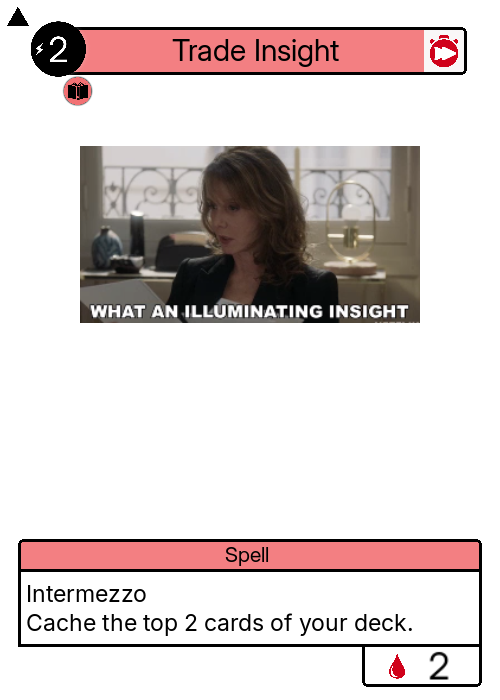 2
Trade Insight
WHAT AN ILLUMINATING INSIGHT
Spell
Intermezzo
Cache the top 2 cards of your deck.
2